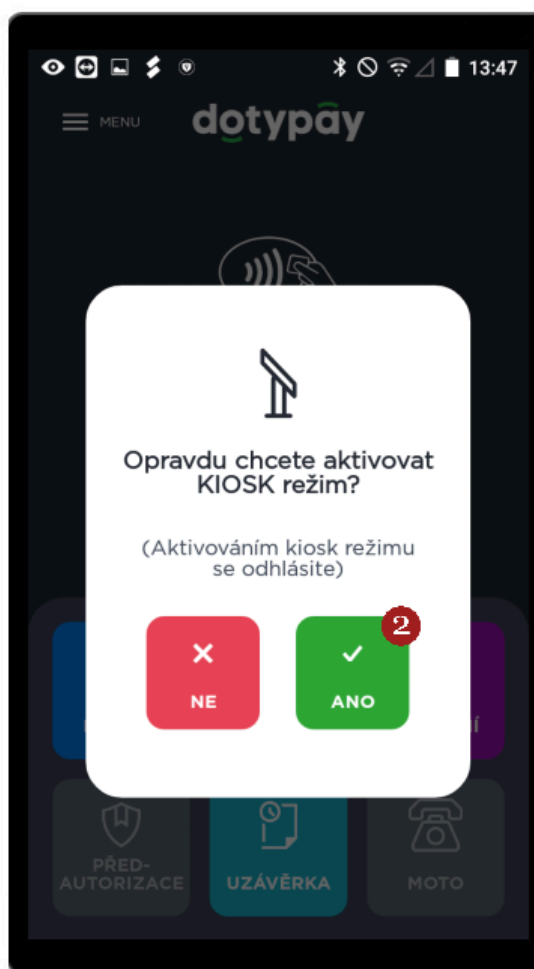 13:47
MENU
dotypay
Opravdu chcete aktivovat
KIOSK režim?
(Aktivováním kiosk režimu
se odhlásite)
2
NE
ANO
PŘED-
AUTORIZACE
UZÁVĚRKA
MOTO